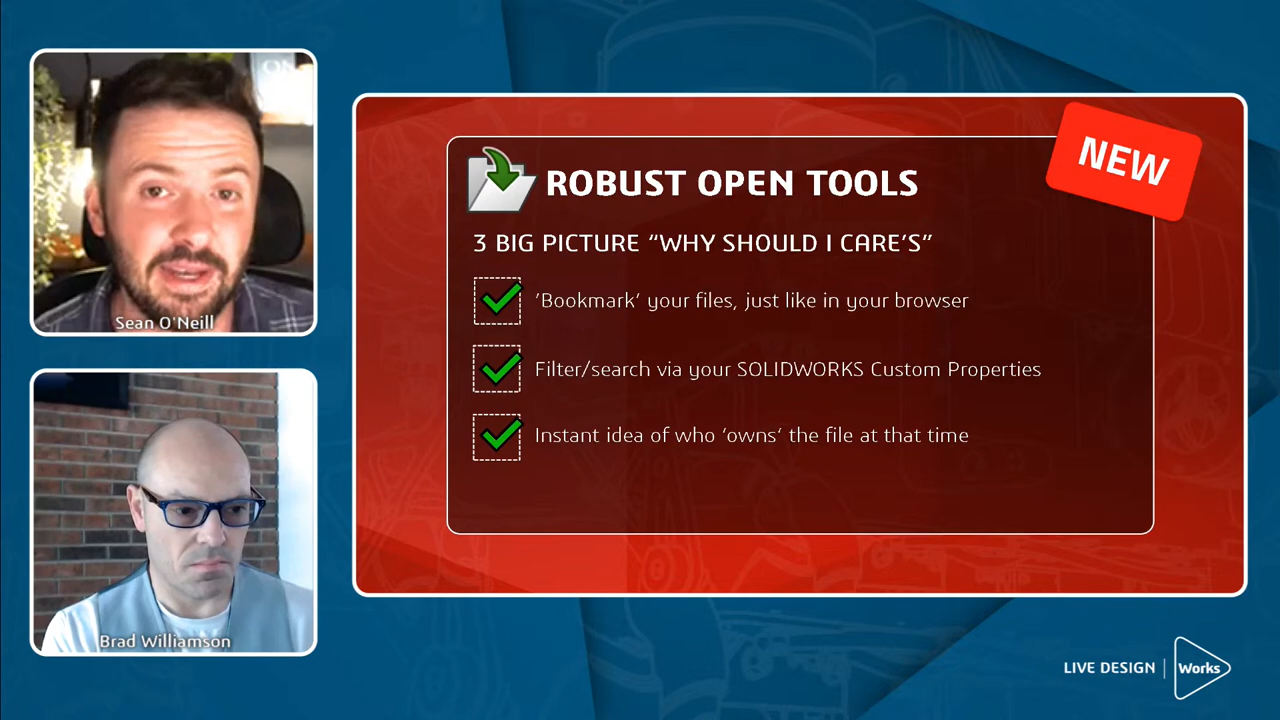 Sean O'Neill
Brad Williamson
NEW
ROBUST OPEN TOOLS
3 BIG PICTURE “WHY SHOULD I CARE'S”
‘Bookmark‘ your files, just like in your browser
Filter/search via your SOLIDWORKS Custom Properties
Instant idea of who ‘owns‘ the file at that time
LIVE DESIGN | Works